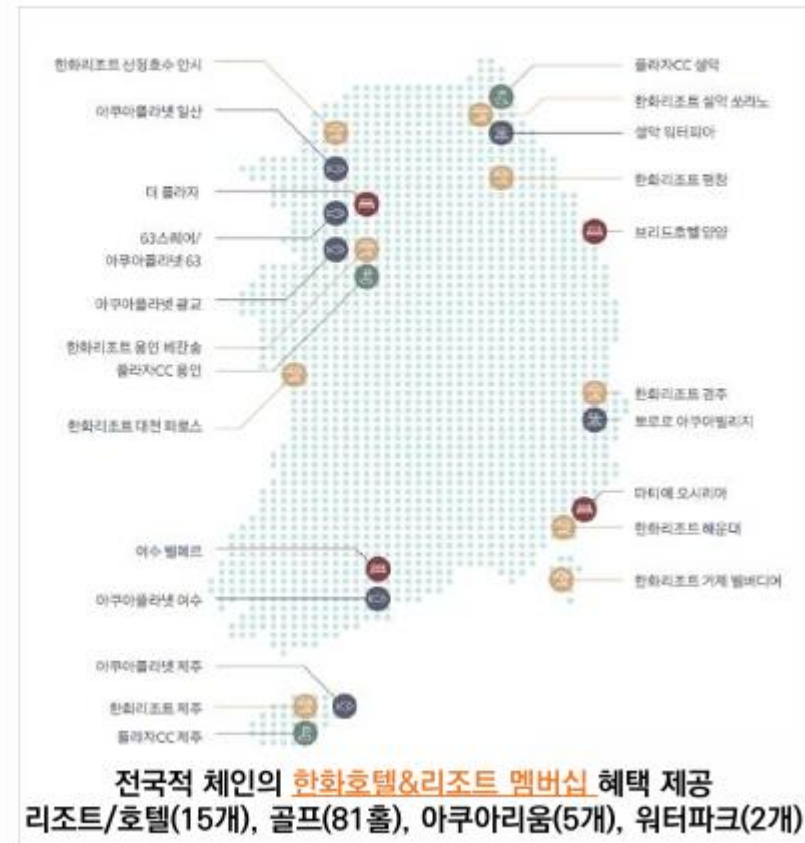 한화리조트 산정호수 안시
아쿠아플라넷 일산
더 플라자
63스퀘어/
아쿠아플라넷 63
아쿠아플라넷 광교
한화리조트 용인 베잔송
플라자CC 용인
한화리조트 대천 파로스
여수 벨메르
아쿠아플라넷 여수
아쿠아플라넷 제주
한화리조트 제주
플라자CC 제주
플라자CC 설악
한화리조트 설악 쏘라노
설악 워터피아
한화리조트 평창
브리드호텔 양양
한화리조트 경주
뽀로로 아쿠아빌리지
마티에 오시리아
한화리조트 해운대
한화리조트 거제 벨버디어
전국적 체인의 한화호텔&리조트 멤버십 혜택 제공
리조트/호텔(15개), 골프(81홀), 아쿠아리움(5개), 워터파크(2개)